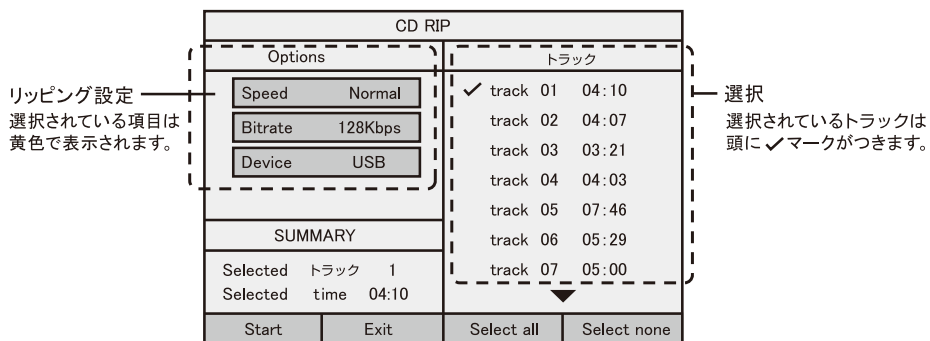 CD RIP
Options
Speed Normal
Bitrate 128Kbps
Device USB
SUMMARY
Selected トラック 1
Selected time 04:10
トラック
✓ track 01 04:10
track 02 04:07
track 03 03:21
track 04 04:03
track 05 07:46
track 06 05:29
track 07 05:00
Start Exit Select all Select none
リッピング設定
選択されている項目は
黄色で表示されます。
選択
選択されているトラックは
頭に✓マークがつきます。